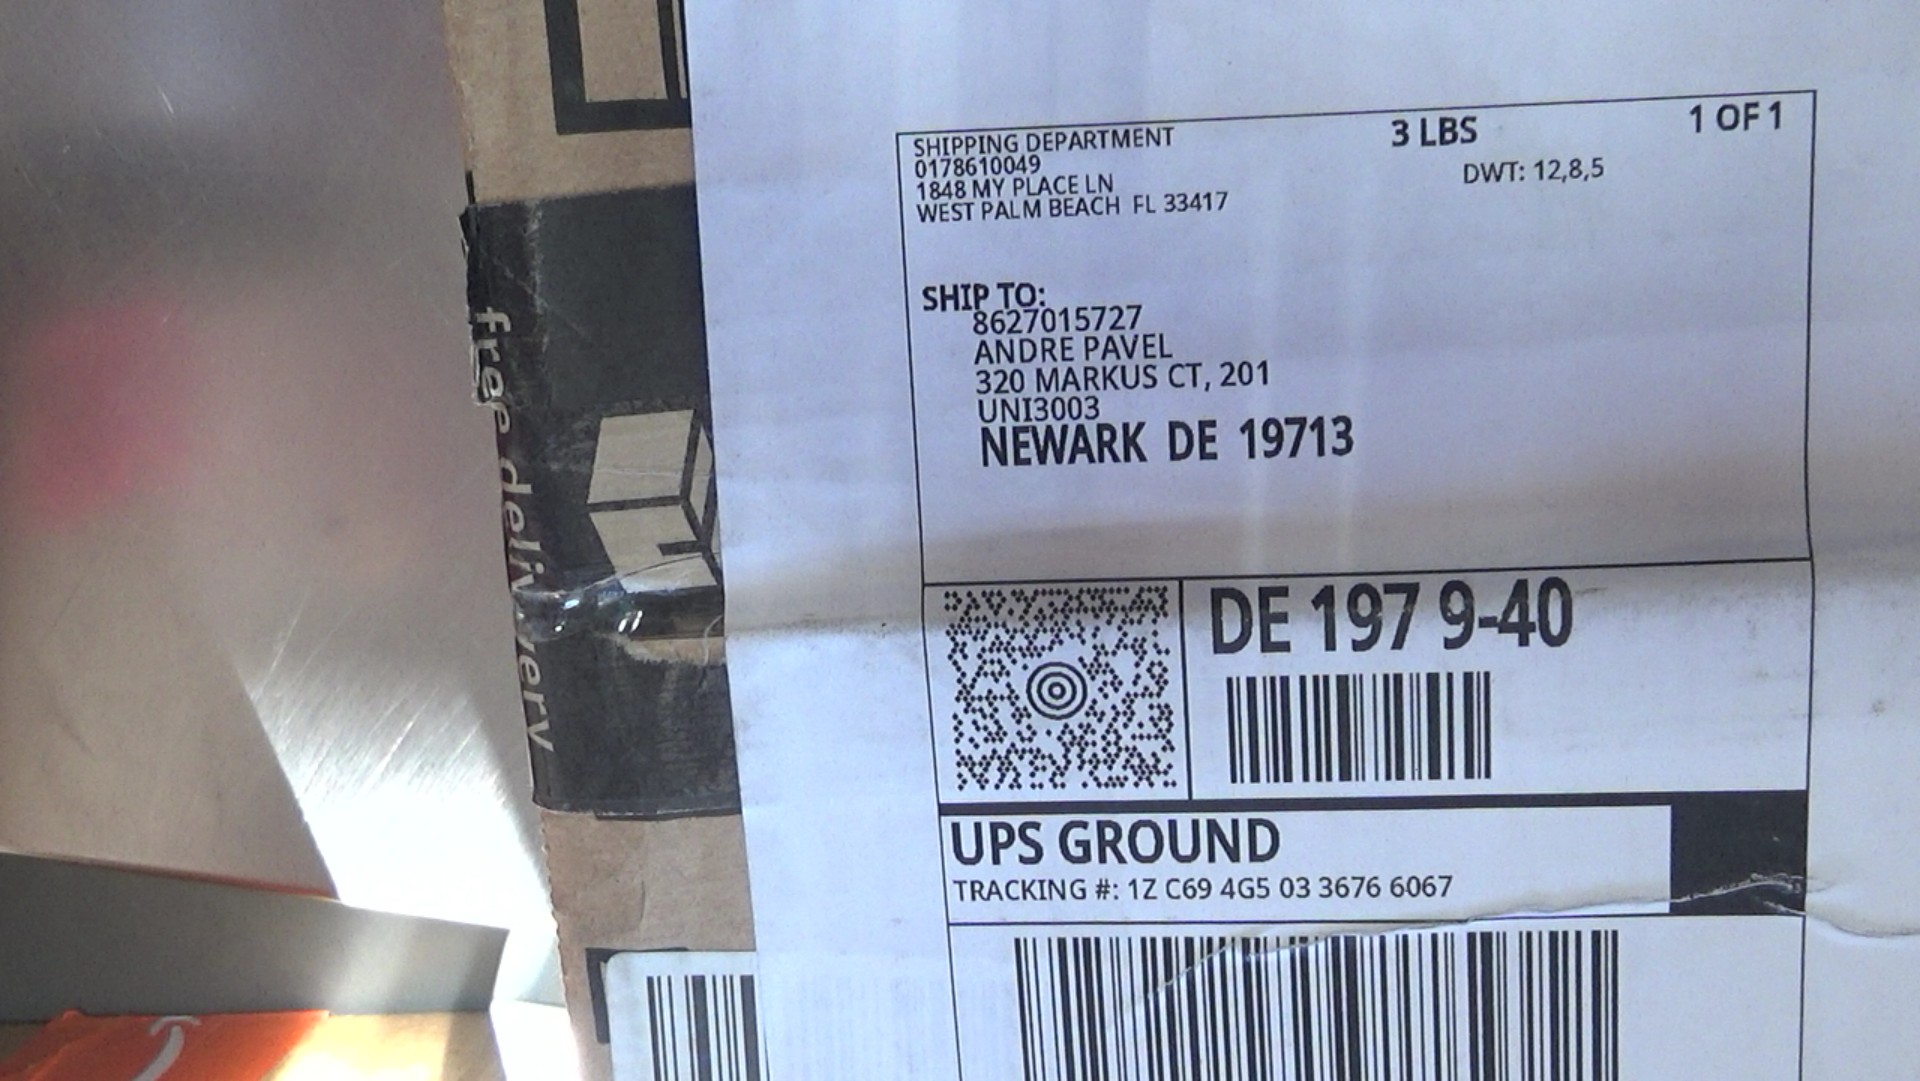 SHIPPING DEPARTMENT
0178610049
1848 MY PLACE LN
WEST PALM BEACH FL 33417
3 LBS
1 OF 1
DWT: 12,8,5
SHIP TO:
8627015727
ANDRE PAVEL
320 MARKUS CT, 201
UNI3003
NEWARK DE 19713
DE 197 9-40
UPS GROUND
TRACKING #: 1Z C69 4G5 03 3676 6067
free delivery